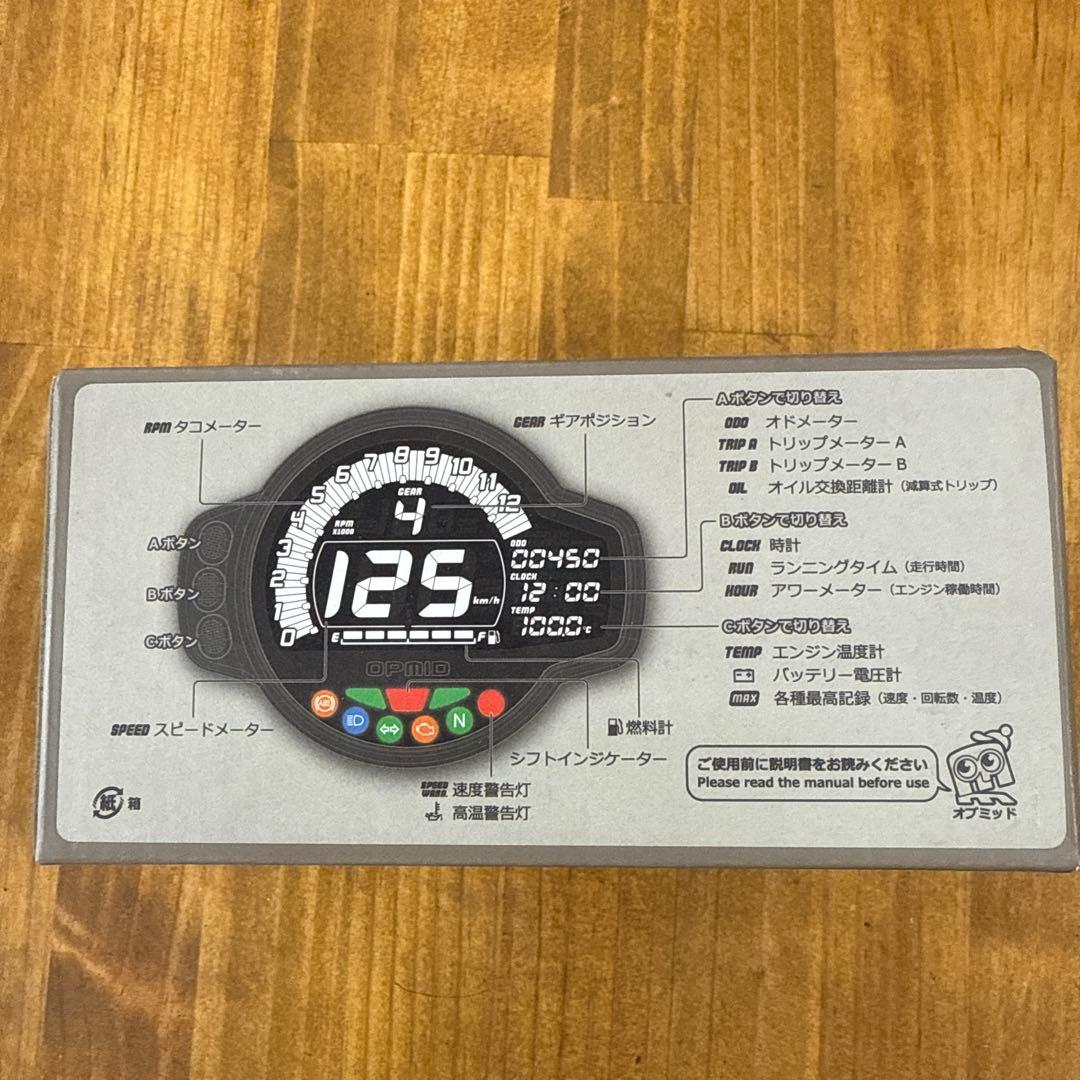 RPM タコメーター
GEAR ギアポジション
Aボタン
Bボタン
Cボタン
SPEED スピードメーター
0
1
2
3
4
5
6
7
8
9
10
11
12
RPM
X1000
GEAR
4
125 km/h
ODO
00450
CLOCK
12:00
TEMP
100.0℃
E F
OPMID
ABS
N
燃料計
シフトインジケーター
SPEED WARN. 速度警告灯
高温警告灯
Aボタンで切り替え
ODO オドメーター
TRIP A トリップメーター A
TRIP B トリップメーター B
OIL オイル交換距離計（減算式トリップ）
Bボタンで切り替え
CLOCK 時計
RUN ランニングタイム（走行時間）
HOUR アワーメーター（エンジン稼働時間）
Cボタンで切り替え
TEMP エンジン温度計
バッテリー電圧計
MAX 各種最高記録（速度・回転数・温度）
ご使用前に説明書をお読みください
Please read the manual before use
オプミッド
紙 箱